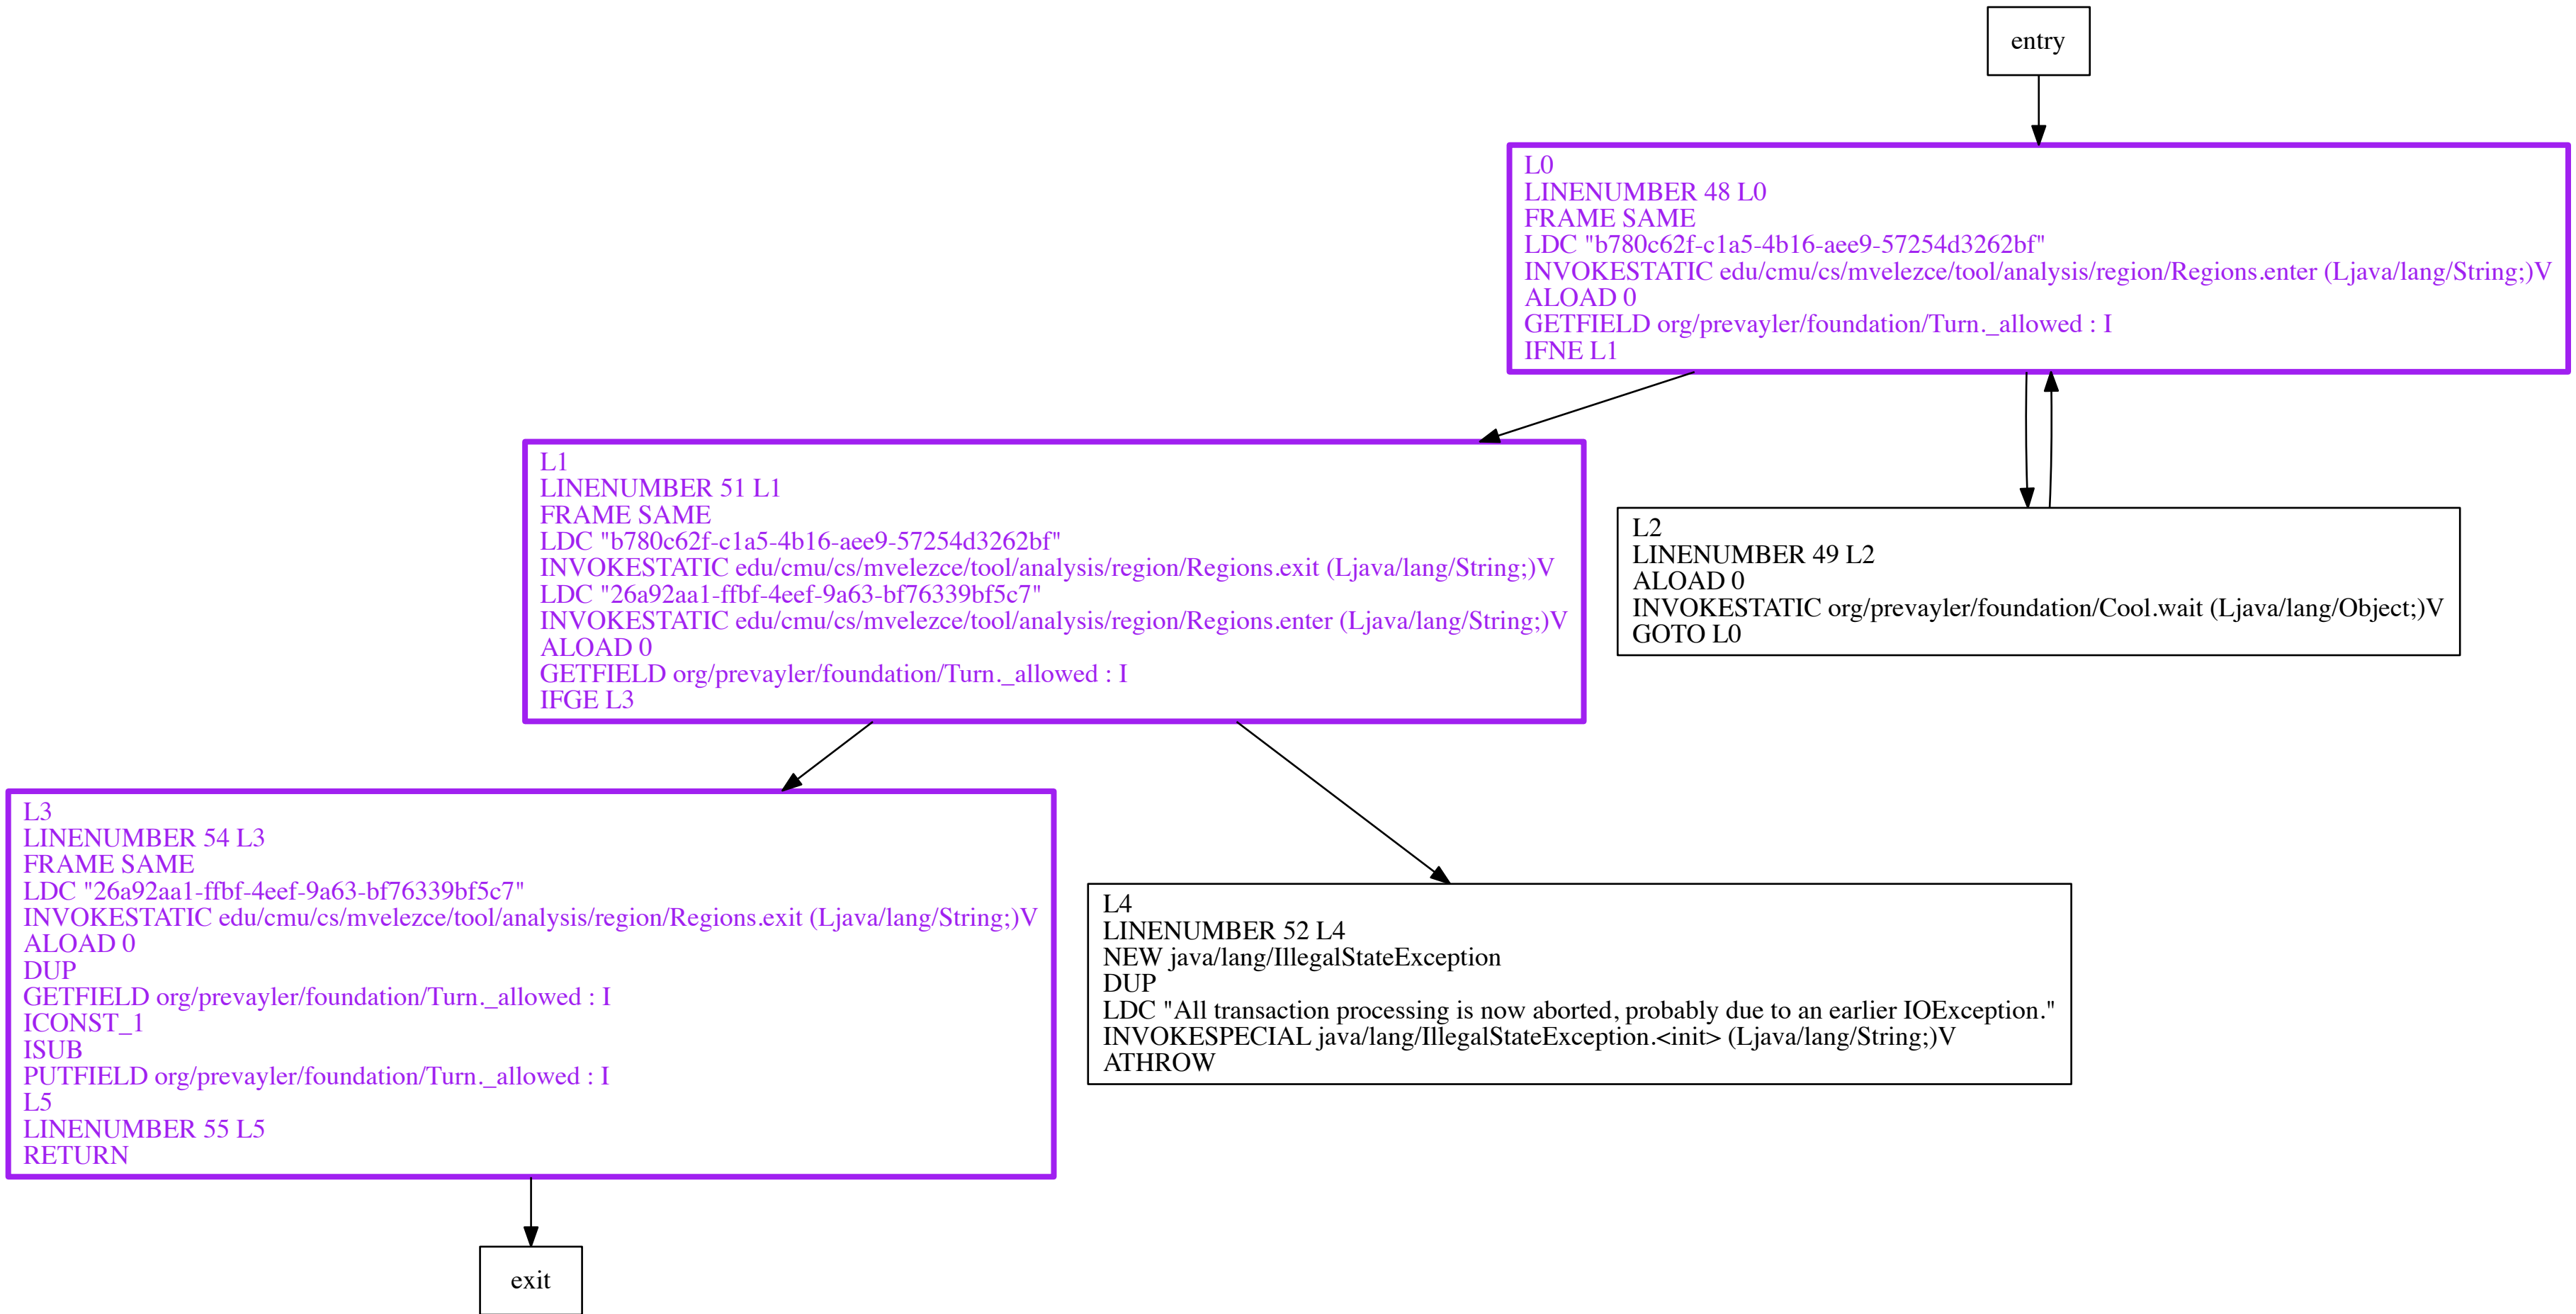 entry
L0
LINENUMBER 48 L0
FRAME SAME
LDC "b780c62f-c1a5-4b16-aee9-57254d3262bf"
INVOKESTATIC edu/cmu/cs/mvelezce/tool/analysis/region/Regions.enter (Ljava/lang/String;)V
ALOAD 0
GETFIELD org/prevayler/foundation/Turn._allowed : I
IFNE L1
L1
LINENUMBER 51 L1
FRAME SAME
LDC "b780c62f-c1a5-4b16-aee9-57254d3262bf"
INVOKESTATIC edu/cmu/cs/mvelezce/tool/analysis/region/Regions.exit (Ljava/lang/String;)V
LDC "26a92aa1-ffbf-4eef-9a63-bf76339bf5c7"
INVOKESTATIC edu/cmu/cs/mvelezce/tool/analysis/region/Regions.enter (Ljava/lang/String;)V
ALOAD 0
GETFIELD org/prevayler/foundation/Turn._allowed : I
IFGE L3
L2
LINENUMBER 49 L2
ALOAD 0
INVOKESTATIC org/prevayler/foundation/Cool.wait (Ljava/lang/Object;)V
GOTO L0
L3
LINENUMBER 54 L3
FRAME SAME
LDC "26a92aa1-ffbf-4eef-9a63-bf76339bf5c7"
INVOKESTATIC edu/cmu/cs/mvelezce/tool/analysis/region/Regions.exit (Ljava/lang/String;)V
ALOAD 0
DUP
GETFIELD org/prevayler/foundation/Turn._allowed : I
ICONST_1
ISUB
PUTFIELD org/prevayler/foundation/Turn._allowed : I
L5
LINENUMBER 55 L5
RETURN
L4
LINENUMBER 52 L4
NEW java/lang/IllegalStateException
DUP
LDC "All transaction processing is now aborted, probably due to an earlier IOException."
INVOKESPECIAL java/lang/IllegalStateException.<init> (Ljava/lang/String;)V
ATHROW
exit